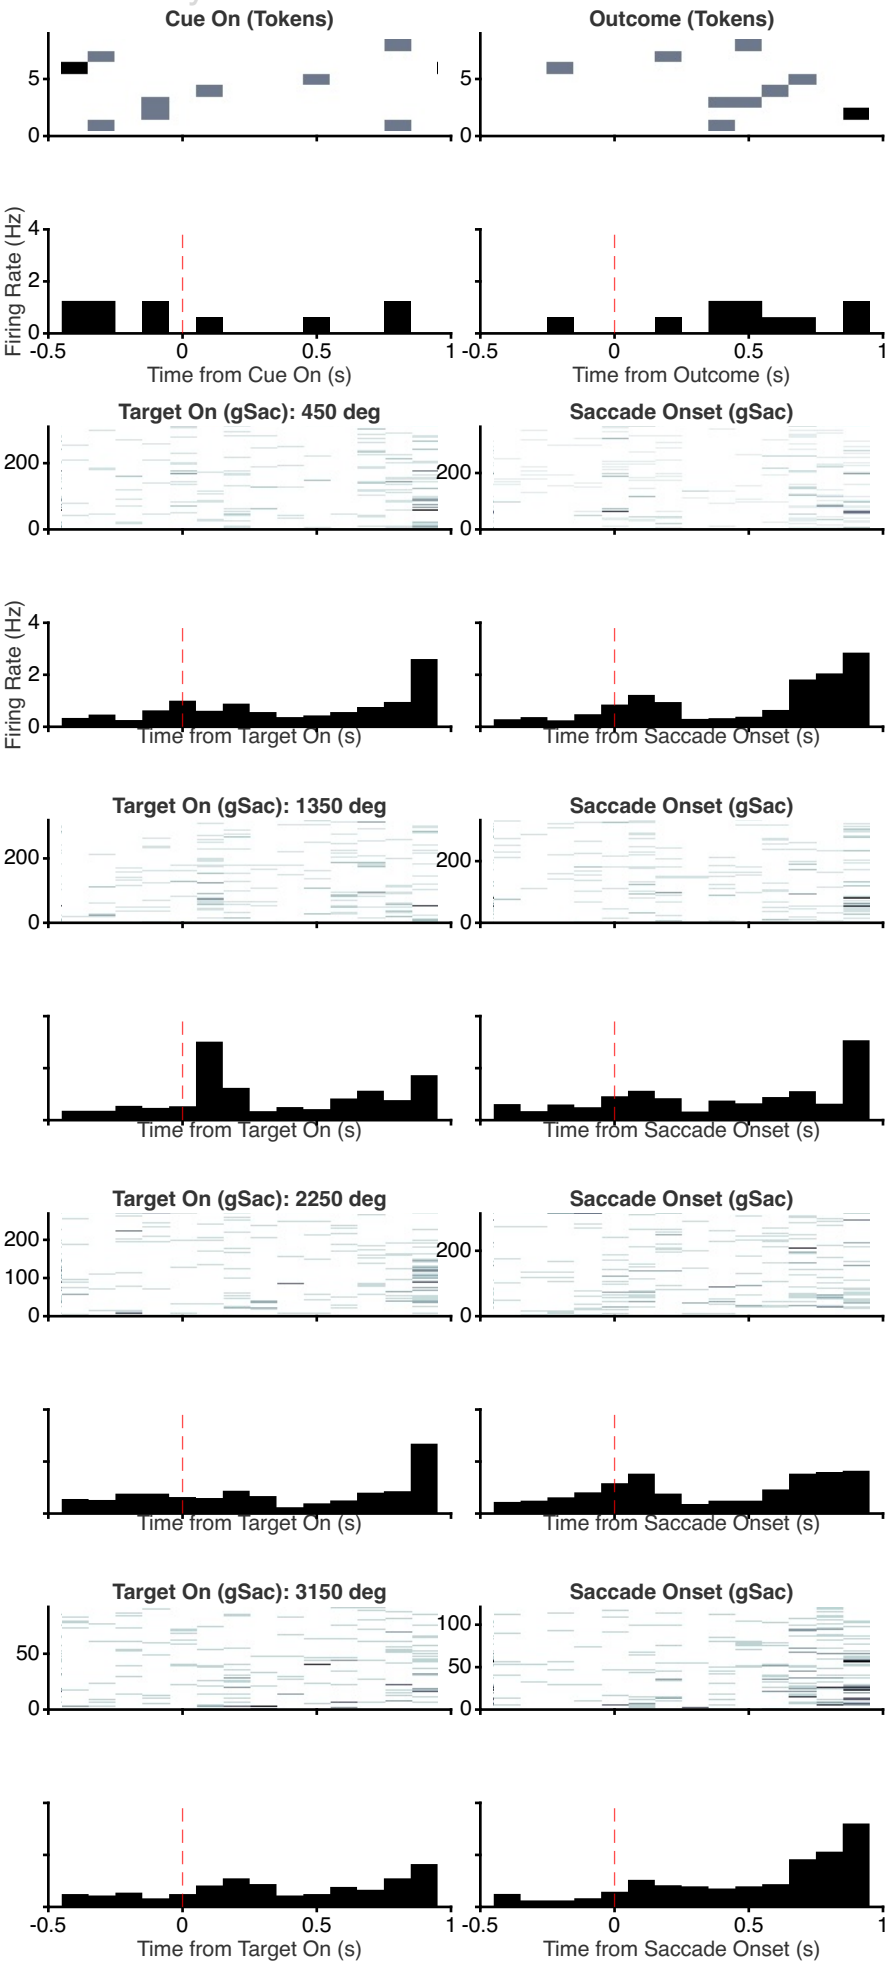 Cue On (Tokens) Outcome (Tokens)
5 5
0 0
Firing Rate (Hz)
4
2
0
-0.5 0 0.5 1 -0.5 0 0.5 1
Time from Cue On (s) Time from Outcome (s)
Target On (gSac): 450 deg Saccade Onset (gSac)
200 200
0 0
Firing Rate (Hz)
4
2
0
Time from Target On (s) Time from Saccade Onset (s)
Target On (gSac): 1350 deg Saccade Onset (gSac)
200 200
0 0
Time from Target On (s) Time from Saccade Onset (s)
Target On (gSac): 2250 deg Saccade Onset (gSac)
200 200
100
0 0
Time from Target On (s) Time from Saccade Onset (s)
Target On (gSac): 3150 deg Saccade Onset (gSac)
100
50 50
0 0
-0.5 0 0.5 1 -0.5 0 0.5 1
Time from Target On (s) Time from Saccade Onset (s)